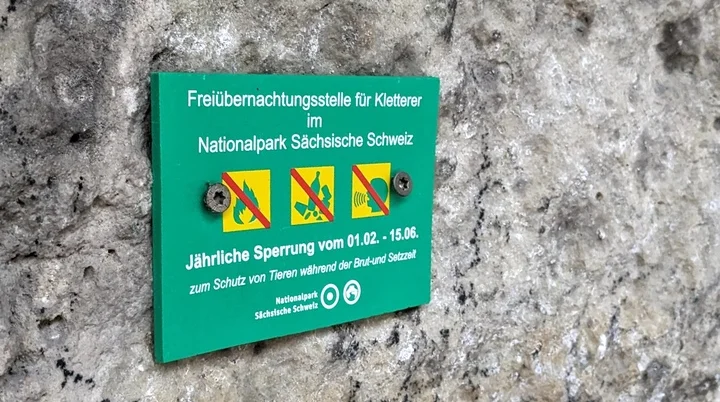 Freiübernachtungsstelle für Kletterer
im
Nationalpark Sächsische Schweiz
Jährliche Sperrung vom 01.02. - 15.06.
zum Schutz von Tieren während der Brut-und Setzzeit
Nationalpark
Sächsische Schweiz